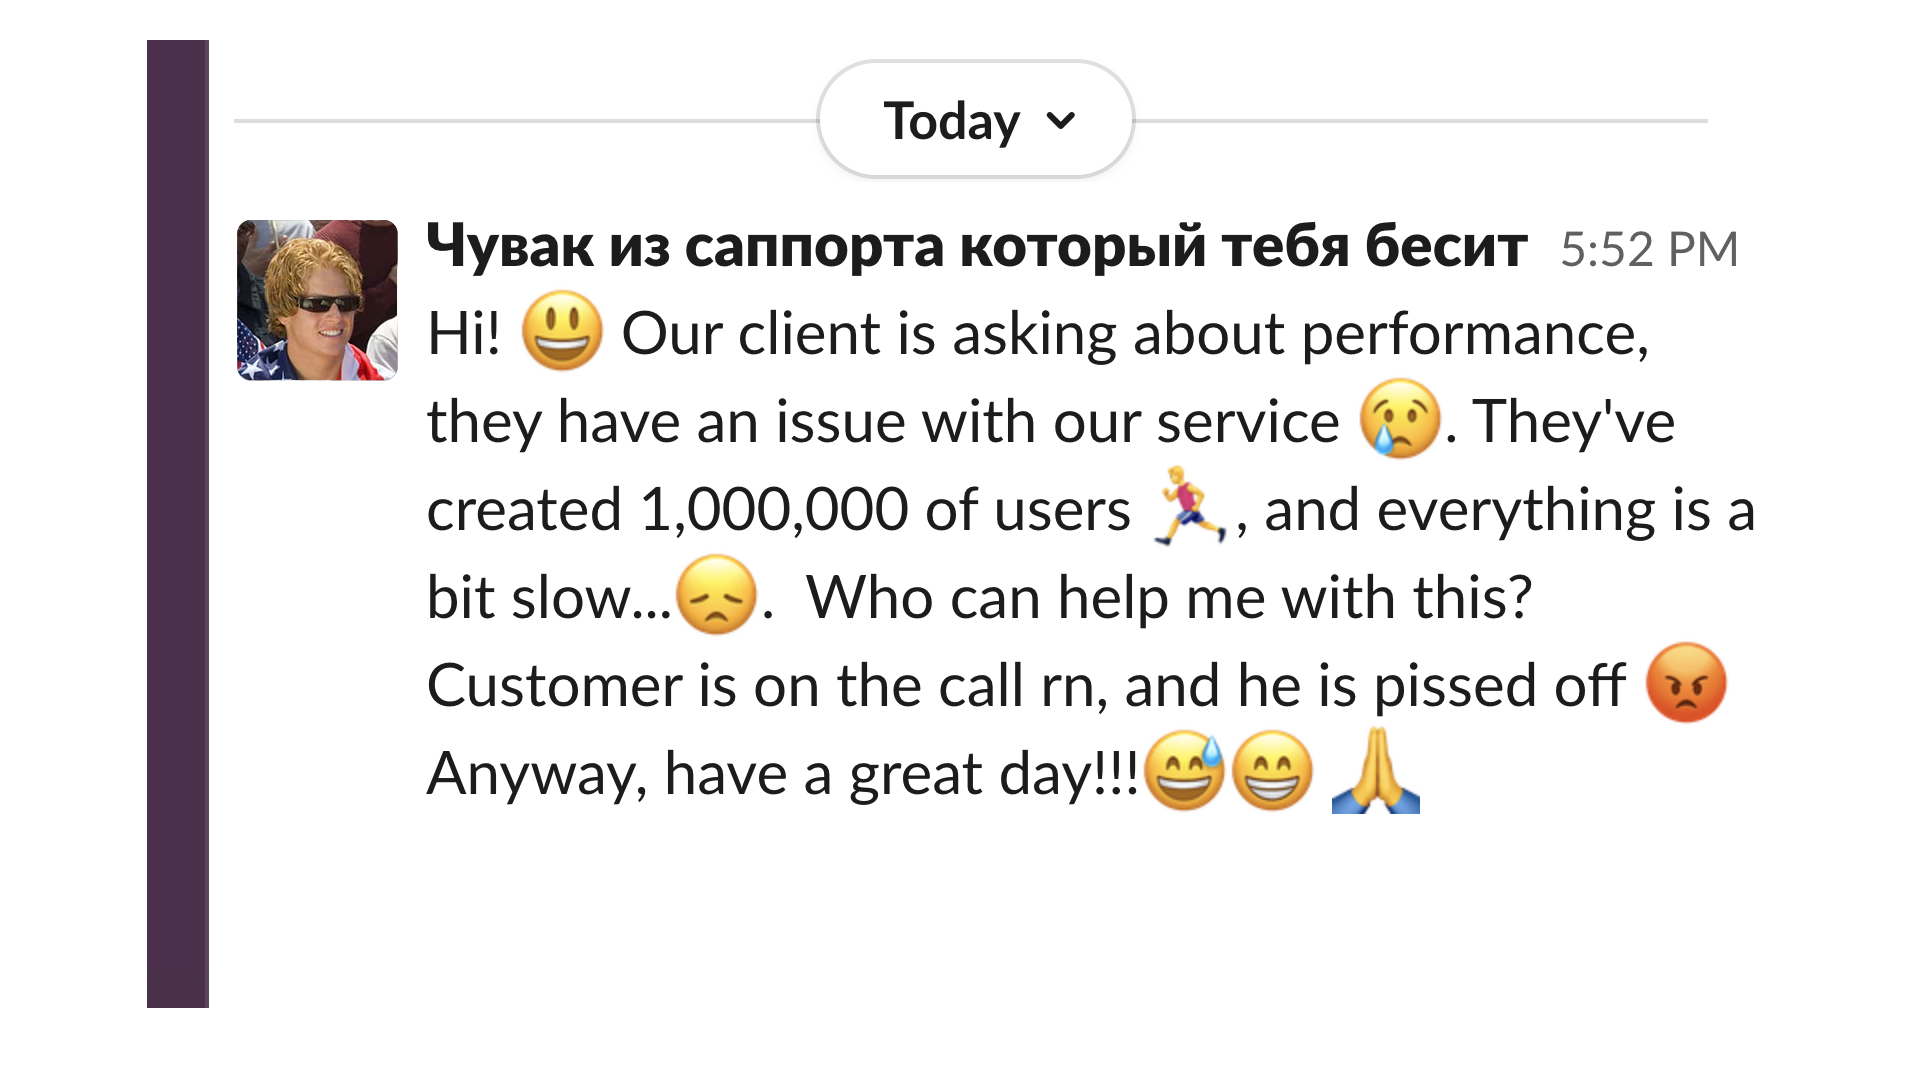 Today
Чувак из саппорта который тебя бесит 5:52 PM
Hi! 😃 Our client is asking about performance,
they have an issue with our service 😢. They've
created 1,000,000 of users 🏃, and everything is a
bit slow...😞.  Who can help me with this?
Customer is on the call rn, and he is pissed off 😡
Anyway, have a great day!!!😅😁 🙏